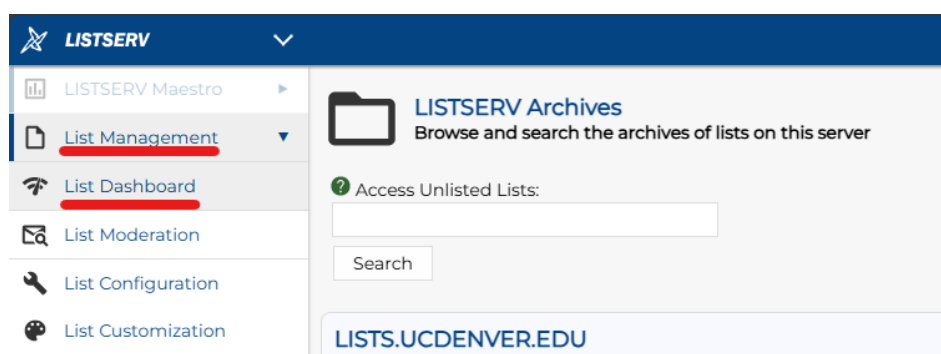 LISTSERV
LISTSERV Maestro
List Management
List Dashboard
List Moderation
List Configuration
List Customization
LISTSERV Archives
Browse and search the archives of lists on this server
Access Unlisted Lists:
Search
LISTS.UCDENVER.EDU